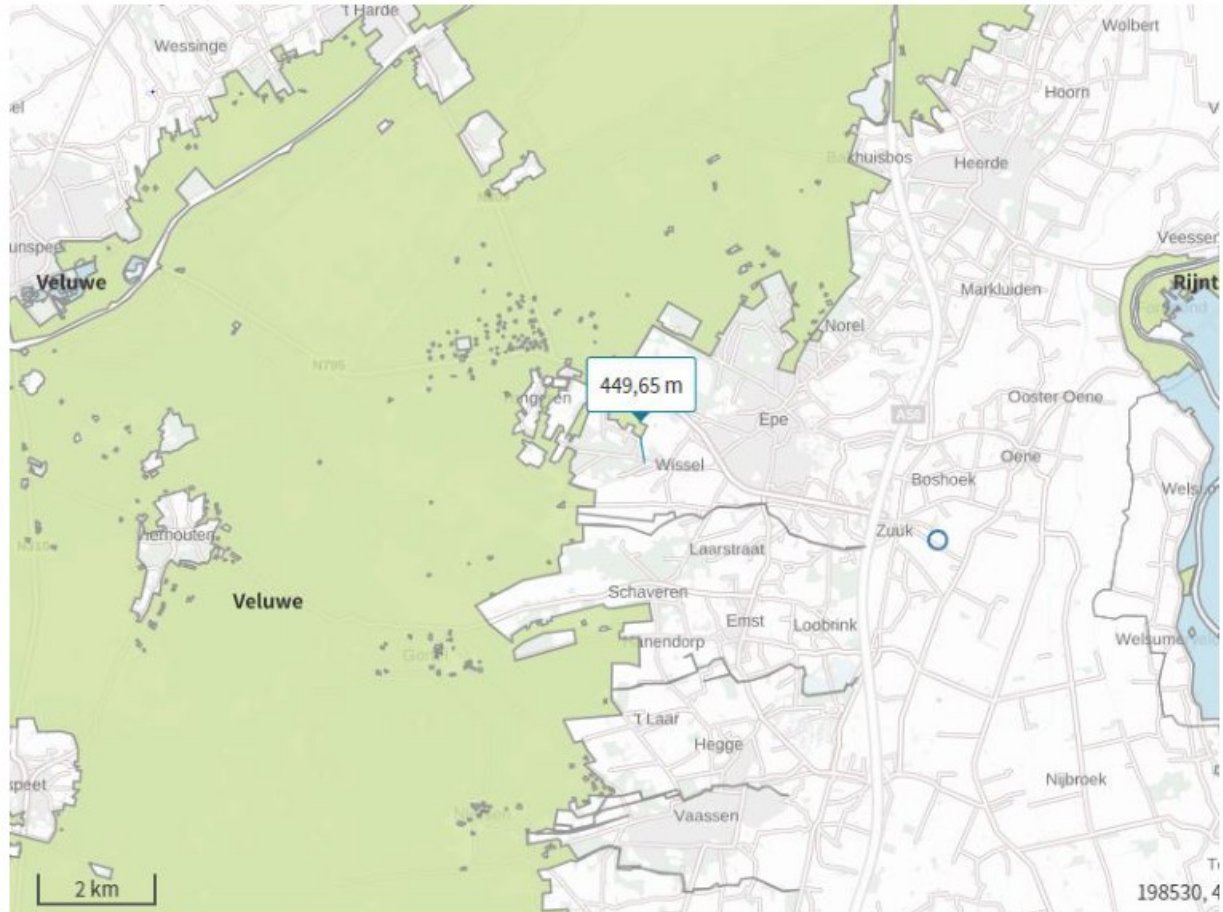 't Harde
Wessinge
Wolbert
Hoorn
Heerde
Veluwe
N795
Norel
Markluiden
Veessen
Rijnt
449,65 m
Epe
A50
Ooster Oene
Oene
Wissel
Boshoek
Zuuk
N310
Laarstraat
Schaveren
Emst
Loobrink
Veluwe
't Laar
Hegge
Nijbroek
Vaassen
2 km
198530, 4